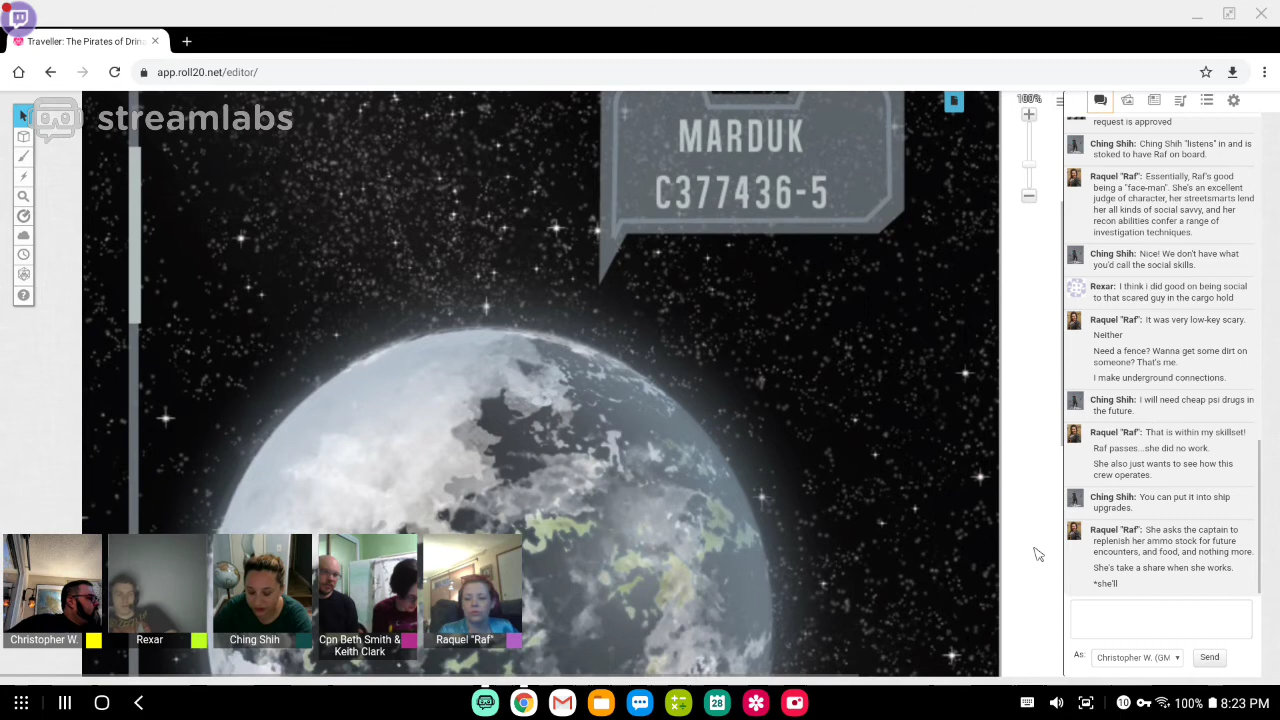 Traveller: The Pirates of Drina
app.roll20.net/editor/
streamlabs
MARDUK
C377436-5
100%
request is approved
Ching Shih: Ching Shih "listens" in and is
stoked to have Raf on board.
Raquel "Raf": Essentially, Raf's good
being a "face-man". She's an excellent
judge of character, her streetsmarts lend
her all kinds of social savvy, and her
recon abilities confer a range of
investigation techniques.
Ching Shih: Nice! We don't have what
you'd call the social skills.
Rexar: I think i did good on being social
to that scared guy in the cargo hold
Raquel "Raf": It was very low-key scary.
Neither
Need a fence? Wanna get some dirt on
someone? That's me.
I make underground connections.
Ching Shih: I will need cheap psi drugs in
the future.
Raquel "Raf": That is within my skillset!
Raf passes...she did no work.
She also just wants to see how this
crew operates.
Ching Shih: You can put it into ship
upgrades.
Raquel "Raf": She asks the captain to
replenish her ammo stock for future
encounters, and food, and nothing more.
She's take a share when she works.
*she'll
As: Christopher W. (GM
Send
Christopher W.
Rexar
Ching Shih
Cpn Beth Smith &
Keith Clark
Raquel "Raf"
28
10
100%
8:23 PM